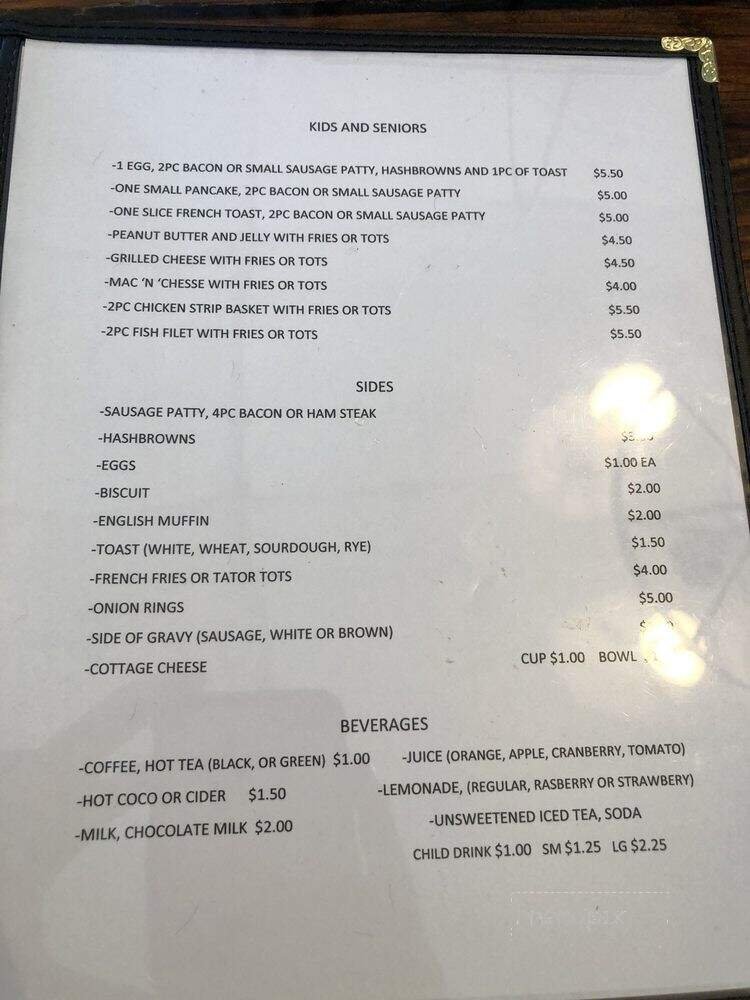 KIDS AND SENIORS
-1 EGG, 2PC BACON OR SMALL SAUSAGE PATTY, HASHBROWNS AND 1PC OF TOAST $5.50
-ONE SMALL PANCAKE, 2PC BACON OR SMALL SAUSAGE PATTY $5.00
-ONE SLICE FRENCH TOAST, 2PC BACON OR SMALL SAUSAGE PATTY $5.00
-PEANUT BUTTER AND JELLY WITH FRIES OR TOTS $4.50
-GRILLED CHEESE WITH FRIES OR TOTS $4.50
-MAC 'N 'CHESSE WITH FRIES OR TOTS $4.00
-2PC CHICKEN STRIP BASKET WITH FRIES OR TOTS $5.50
-2PC FISH FILET WITH FRIES OR TOTS $5.50
SIDES
-SAUSAGE PATTY, 4PC BACON OR HAM STEAK
-HASHBROWNS
-EGGS $1.00 EA
-BISCUIT $2.00
-ENGLISH MUFFIN $2.00
-TOAST (WHITE, WHEAT, SOURDOUGH, RYE) $1.50
-FRENCH FRIES OR TATOR TOTS $4.00
-ONION RINGS $5.00
-SIDE OF GRAVY (SAUSAGE, WHITE OR BROWN)
-COTTAGE CHEESE CUP $1.00 BOWL
BEVERAGES
-COFFEE, HOT TEA (BLACK, OR GREEN) $1.00 -JUICE (ORANGE, APPLE, CRANBERRY, TOMATO)
-HOT COCO OR CIDER $1.50 -LEMONADE, (REGULAR, RASBERRY OR STRAWBERY)
-MILK, CHOCOLATE MILK $2.00 -UNSWEETENED ICED TEA, SODA
CHILD DRINK $1.00 SM $1.25 LG $2.25